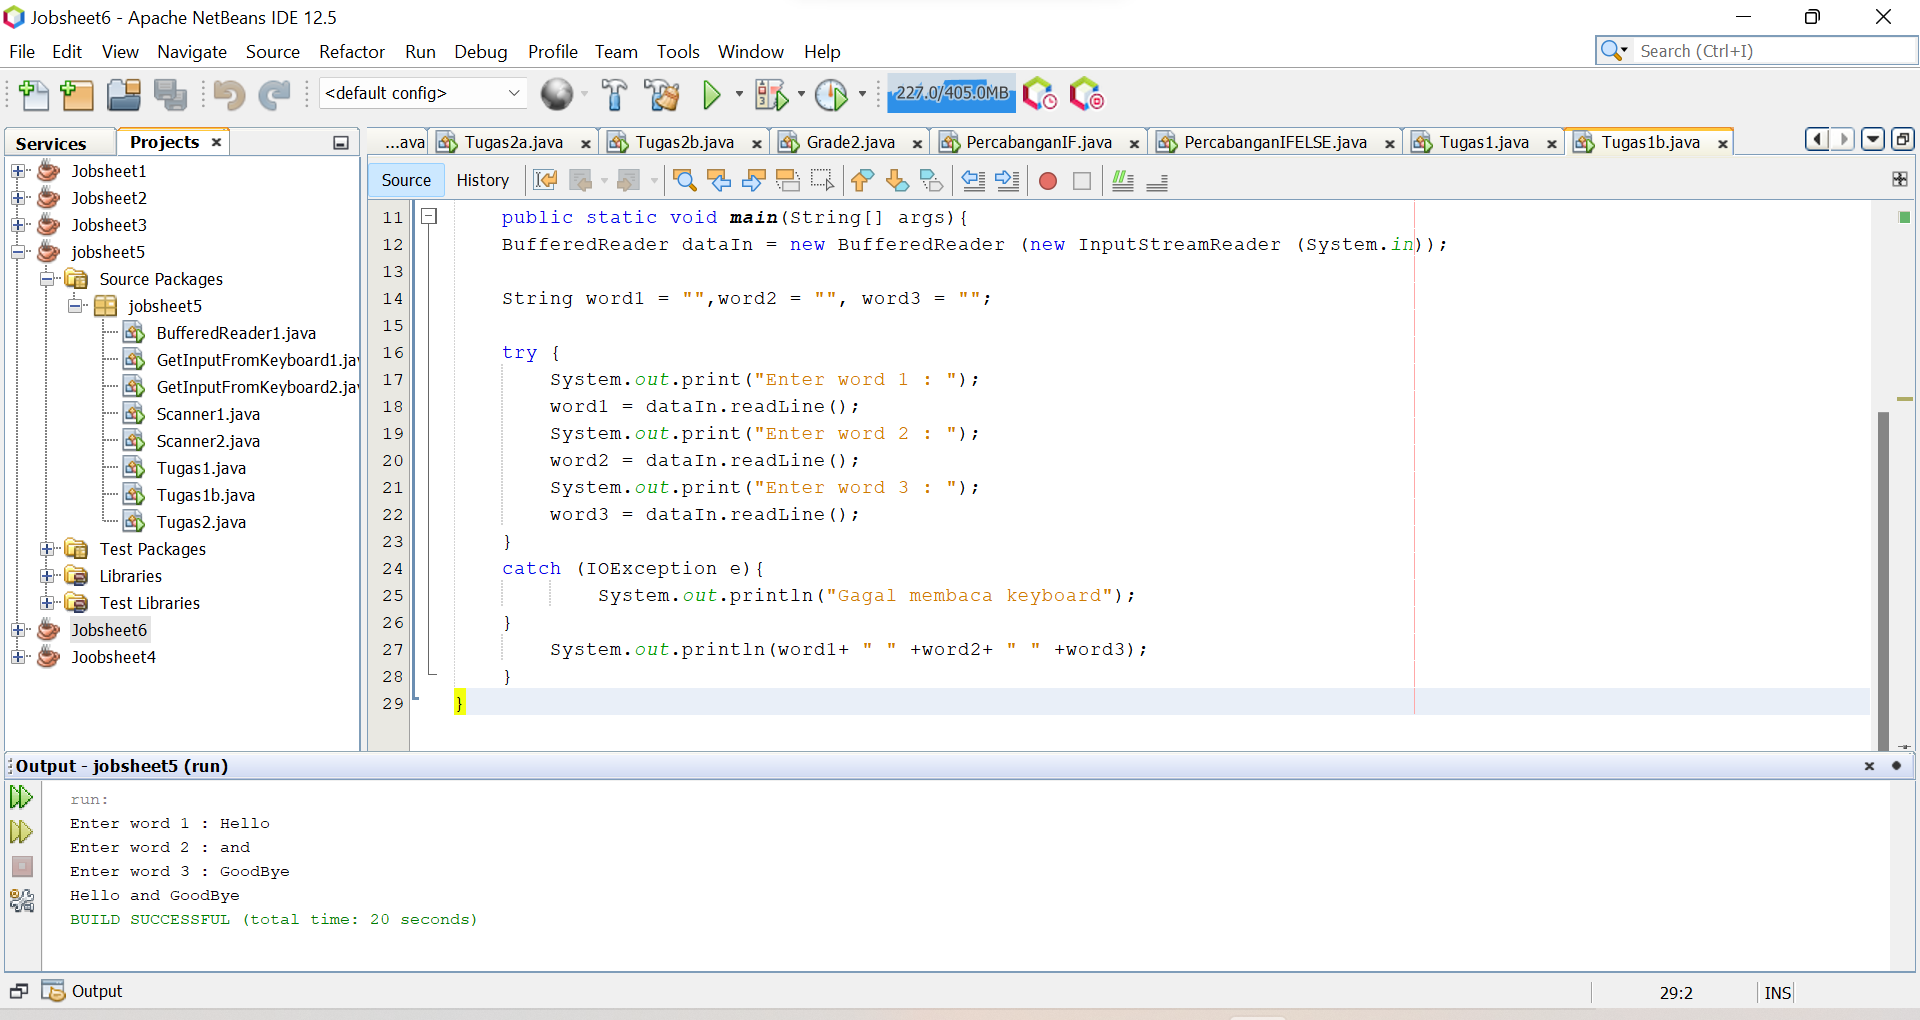 Jobsheet6 - Apache NetBeans IDE 12.5
File Edit View Navigate Source Refactor Run Debug Profile Team Tools Window Help
Search (Ctrl+I)
<default config>
227.0/405.0MB
Services Projects
...ava Tugas2a.java Tugas2b.java Grade2.java PercabanganIF.java PercabanganIFELSE.java Tugas1.java Tugas1b.java
Source History
Jobsheet1
Jobsheet2
Jobsheet3
jobsheet5
Source Packages
jobsheet5
BufferedReader1.java
GetInputFromKeyboard1.ja
GetInputFromKeyboard2.ja
Scanner1.java
Scanner2.java
Tugas1.java
Tugas1b.java
Tugas2.java
Test Packages
Libraries
Test Libraries
Jobsheet6
Joobsheet4
11 public static void main(String[] args){
12 BufferedReader dataIn = new BufferedReader (new InputStreamReader (System.in));
13
14 String word1 = "",word2 = "", word3 = "";
15
16 try {
17 System.out.print("Enter word 1 : ");
18 word1 = dataIn.readLine();
19 System.out.print("Enter word 2 : ");
20 word2 = dataIn.readLine();
21 System.out.print("Enter word 3 : ");
22 word3 = dataIn.readLine();
23 }
24 catch (IOException e){
25 System.out.println("Gagal membaca keyboard");
26 }
27 System.out.println(word1+ " " +word2+ " " +word3);
28 }
29 }
Output - jobsheet5 (run)
run:
Enter word 1 : Hello
Enter word 2 : and
Enter word 3 : GoodBye
Hello and GoodBye
BUILD SUCCESSFUL (total time: 20 seconds)
Output
29:2 INS